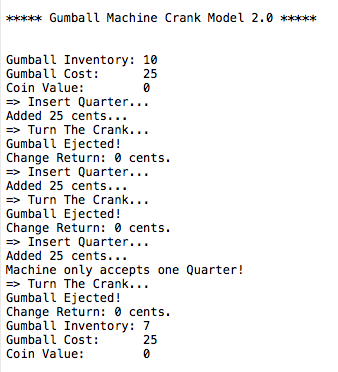 ***** Gumball Machine Crank Model 2.0 *****
Gumball Inventory: 10
Gumball Cost: 25
Coin Value: 0
=> Insert Quarter...
Added 25 cents...
=> Turn The Crank...
Gumball Ejected!
Change Return: 0 cents.
=> Insert Quarter...
Added 25 cents...
=> Turn The Crank...
Gumball Ejected!
Change Return: 0 cents.
=> Insert Quarter...
Added 25 cents...
Machine only accepts one Quarter!
=> Turn The Crank...
Gumball Ejected!
Change Return: 0 cents.
Gumball Inventory: 7
Gumball Cost: 25
Coin Value: 0